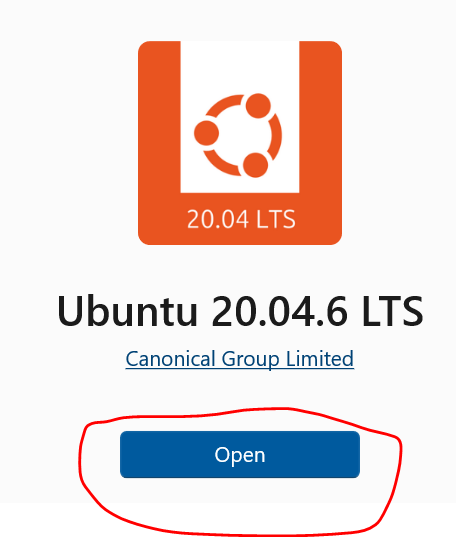 20.04 LTS
Ubuntu 20.04.6 LTS
Canonical Group Limited
Open